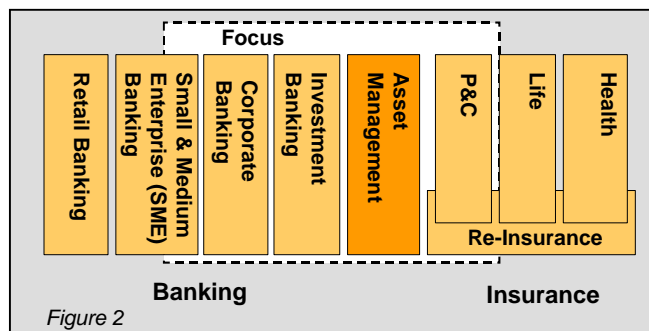 Focus
Retail Banking
Small & Medium
Enterprise (SME)
Banking
Corporate
Banking
Investment
Banking
Asset
Management
P&C
Life
Health
Re-Insurance
Banking
Insurance
Figure 2